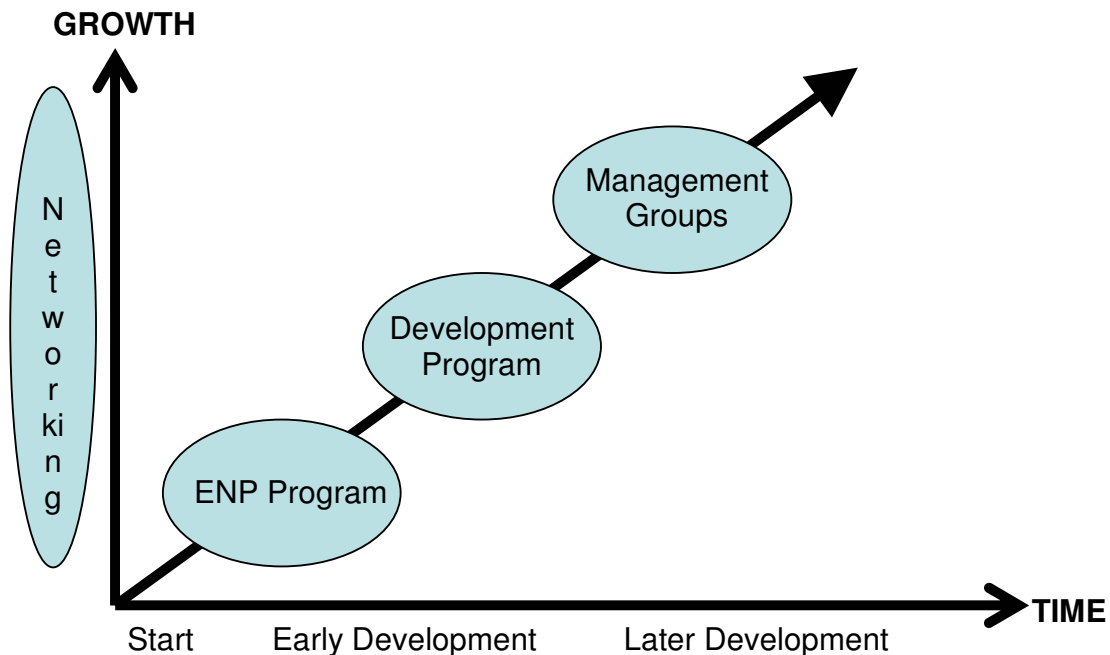 GROWTH
N
e
t
w
o
r
ki
n
g
Management
Groups
Development
Program
ENP Program
TIME
Start
Early Development
Later Development